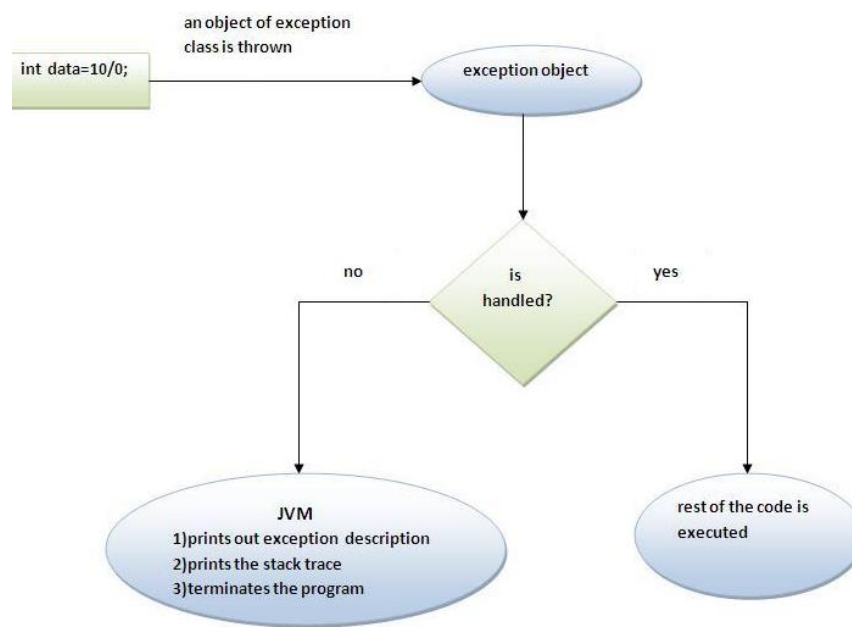 an object of exception
class is thrown
int data=10/0;
exception object
is
handled?
no
yes
JVM
1)prints out exception description
2)prints the stack trace
3)terminates the program
rest of the code is
executed